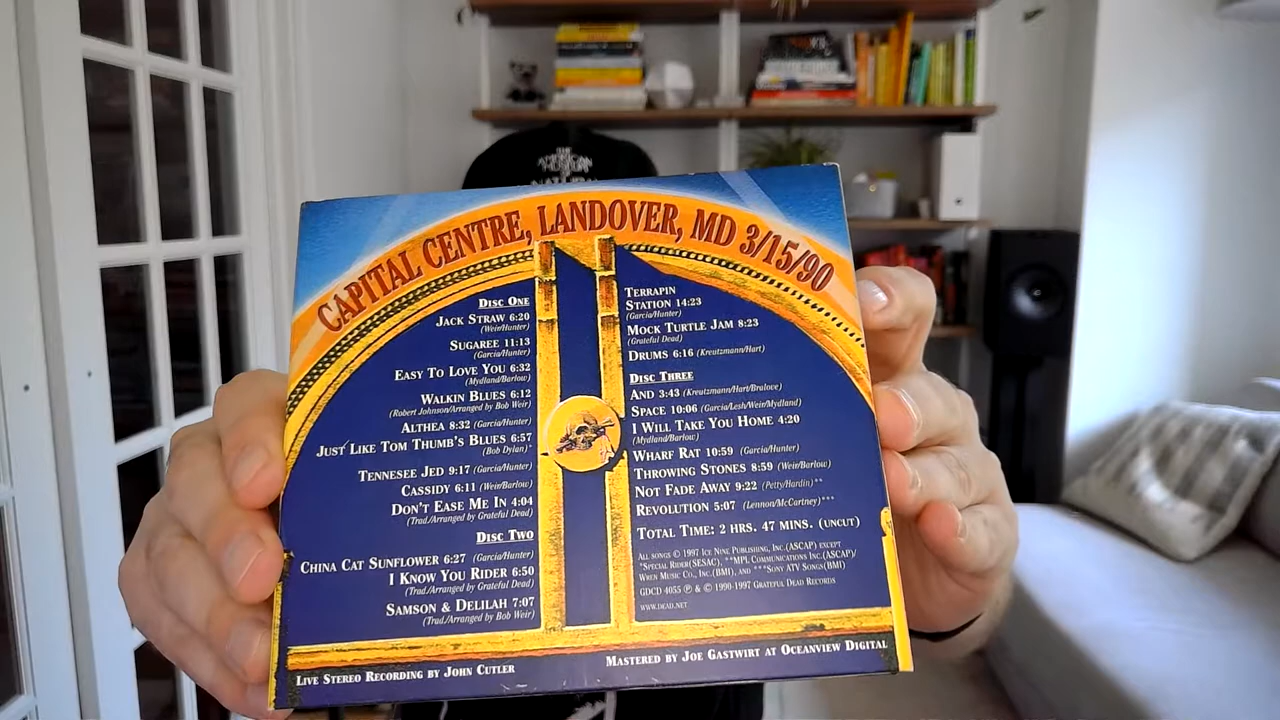 THE
AMERICAN
MUSEUM
OF
NATURAL
CAPITAL CENTRE, LANDOVER, MD 3/15/90
DISC ONE
JACK STRAW 6:20
(Weir/Hunter)
SUGAREE 11:13
(Garcia/Hunter)
EASY TO LOVE YOU 6:32
(Mydland/Barlow)
WALKIN BLUES 6:12
(Robert Johnson/Arranged by Bob Weir)
ALTHEA 8:32 (Garcia/Hunter)
JUST LIKE TOM THUMB'S BLUES 6:57
(Bob Dylan)*
TENNESEE JED 9:17 (Garcia/Hunter)
CASSIDY 6:11 (Weir/Barlow)
DON'T EASE ME IN 4:04
(Trad./Arranged by Grateful Dead)
DISC TWO
CHINA CAT SUNFLOWER 6:27 (Garcia/Hunter)
I KNOW YOU RIDER 6:50
(Trad./Arranged by Grateful Dead)
SAMSON & DELILAH 7:07
(Trad./Arranged by Bob Weir)
TERRAPIN
STATION 14:23
(Garcia/Hunter)
MOCK TURTLE JAM 8:23
(Grateful Dead)
DRUMS 6:16 (Kreutzmann/Hart)
DISC THREE
AND 3:43 (Kreutzmann/Hart/Bralove)
SPACE 10:06 (Garcia/Lesh/Weir/Mydland)
I WILL TAKE YOU HOME 4:20
(Mydland/Barlow)
WHARF RAT 10:59 (Garcia/Hunter)
THROWING STONES 8:59 (Weir/Barlow)
NOT FADE AWAY 9:22 (Petty/Hardin)**
REVOLUTION 5:07 (Lennon/McCartney)***
TOTAL TIME: 2 HRS. 47 MINS. (UNCUT)
ALL SONGS © 1997 ICE NINE PUBLISHING, INC.(ASCAP) EXCEPT
*SPECIAL RIDER(SESAC), **MPL COMMUNICATIONS INC.(ASCAP)/
WREN MUSIC CO., INC.(BMI), AND ***SONY ATV SONGS(BMI)
GDCD 4055 ℗ & © 1990-1997 GRATEFUL DEAD RECORDS
WWW.DEAD.NET
LIVE STEREO RECORDING BY JOHN CUTLER
MASTERED BY JOE GASTWIRT AT OCEANVIEW DIGITAL